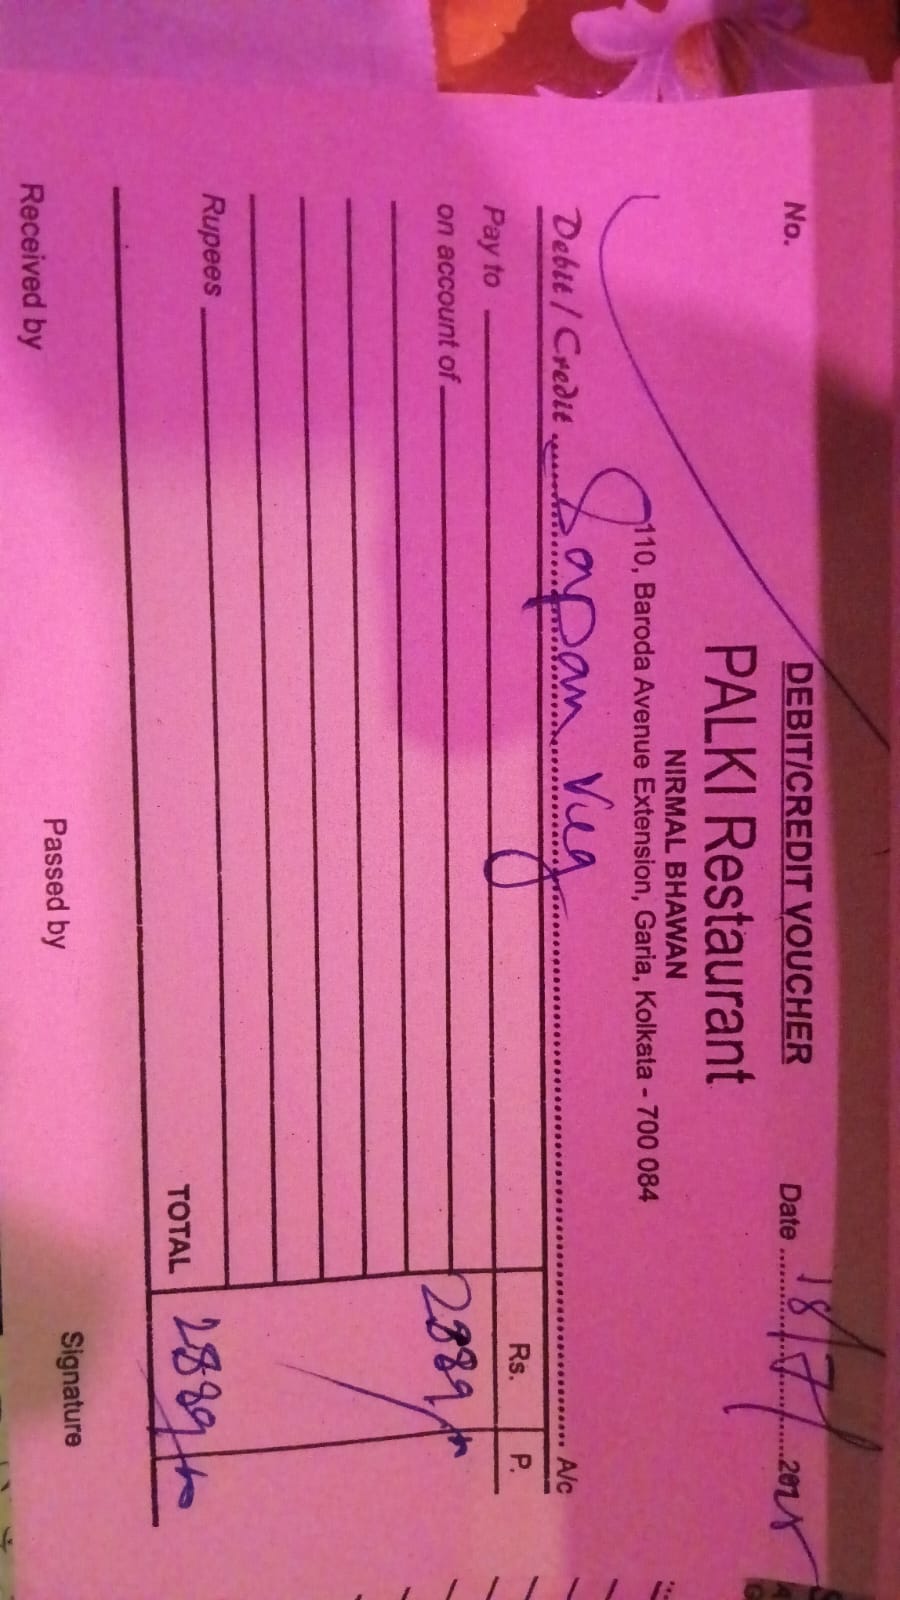 DEBIT/CREDIT VOUCHER
No. Date 18/7/2025
PALKI Restaurant
NIRMAL BHAWAN
110, Baroda Avenue Extension, Garia, Kolkata - 700 084
Debit / Credit Sapan Veg A/c
Pay to Rs. P.
on account of 2889/-
Rupees
TOTAL 2889/-
Received by Passed by Signature